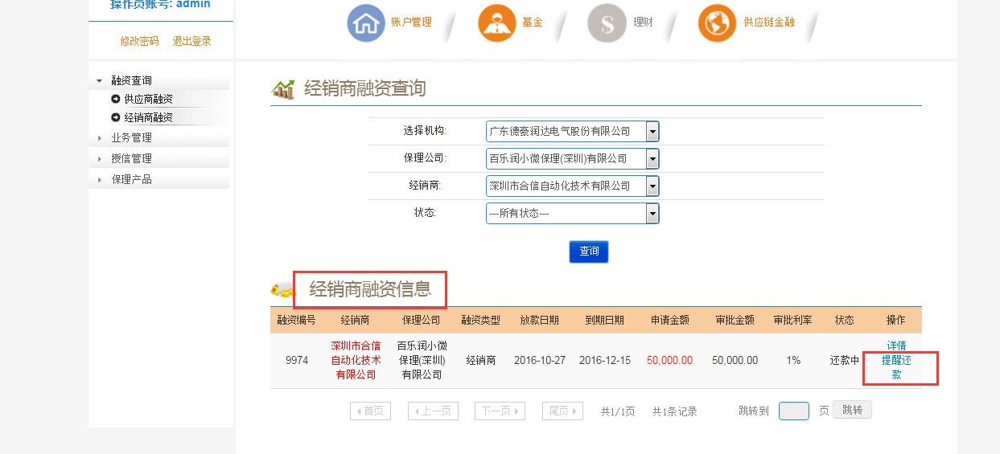 操作员账号: admin
修改密码 退出登录
账户管理 基金 理财 供应链金融
融资查询
供应商融资
经销商融资
业务管理
授信管理
保理产品
经销商融资查询
选择机构: 广东德豪润达电气股份有限公司
保理公司: 百乐润小微保理(深圳)有限公司
经销商: 深圳市合信自动化技术有限公司
状态: ---所有状态---
查询
经销商融资信息
融资编号 经销商 保理公司 融资类型 放款日期 到期日期 申请金额 审批金额 审批利率 状态 操作
9974
深圳市合信
自动化技术
有限公司
百乐润小微
保理(深圳)
有限公司
经销商 2016-10-27 2016-12-15 50,000.00 50,000.00 1% 还款中
详情
提醒还
款
首页 上一页 下一页 尾页 共1/1页 共1条记录 跳转到 页 跳转